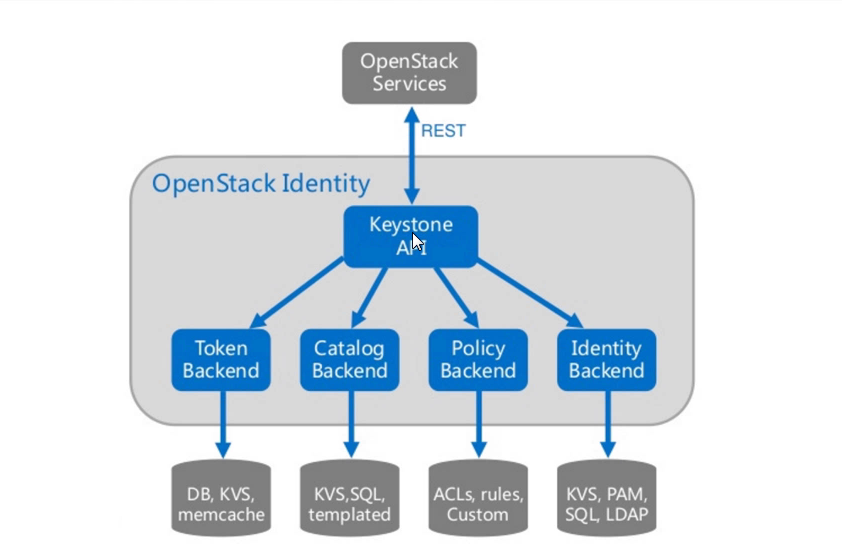 OpenStack
Services
REST
OpenStack Identity
Keystone
API
Token
Backend
Catalog
Backend
Policy
Backend
Identity
Backend
DB, KVS,
memcache
KVS,SQL,
templated
ACLs, rules,
Custom
KVS, PAM,
SQL, LDAP